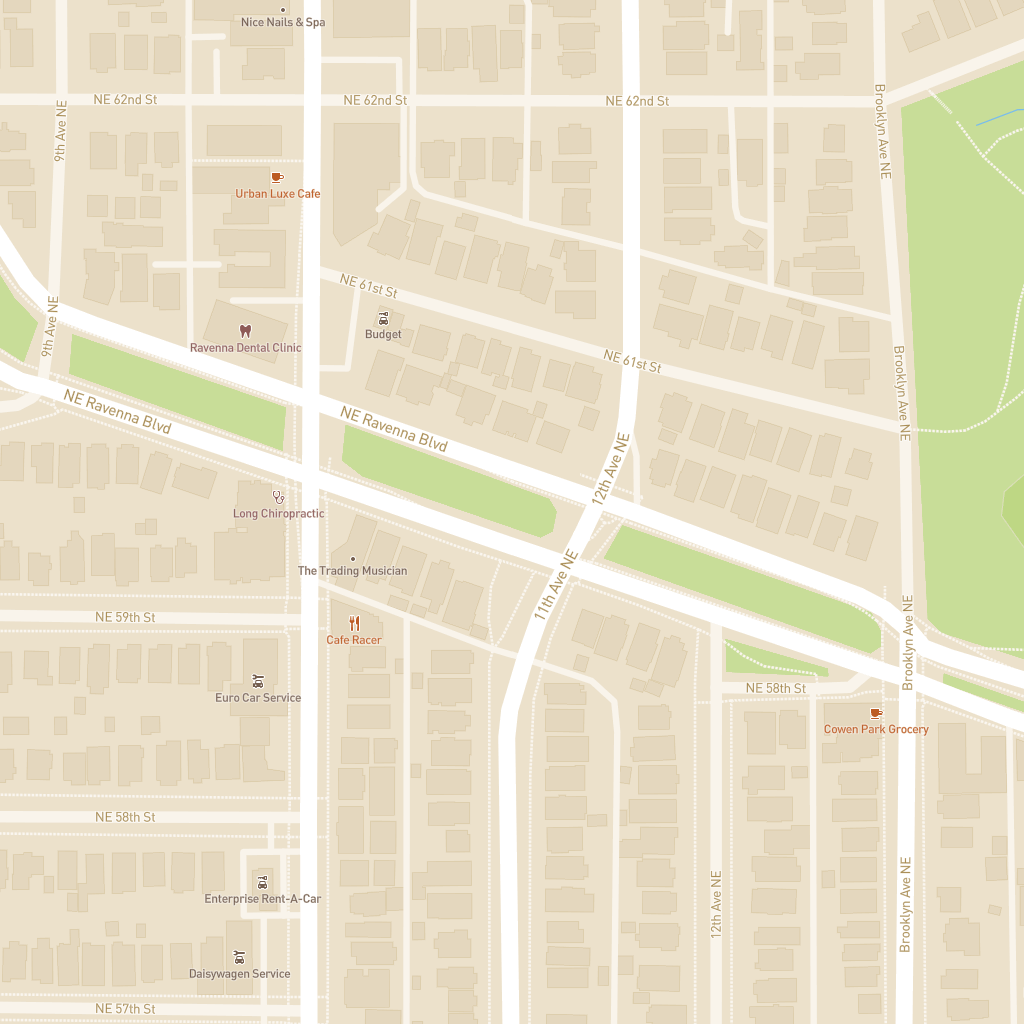 Nice Nails & Spa
NE 62nd St
NE 62nd St
NE 62nd St
9th Ave NE
Brooklyn Ave NE
Urban Luxe Cafe
NE 61st St
9th Ave NE
Budget
Ravenna Dental Clinic
NE 61st St
Brooklyn Ave NE
NE Ravenna Blvd
NE Ravenna Blvd
12th Ave NE
Long Chiropractic
The Trading Musician
11th Ave NE
NE 59th St
Cafe Racer
Brooklyn Ave NE
Euro Car Service
NE 58th St
Cowen Park Grocery
NE 58th St
Enterprise Rent-A-Car
12th Ave NE
Brooklyn Ave NE
Daisywagen Service
NE 57th St